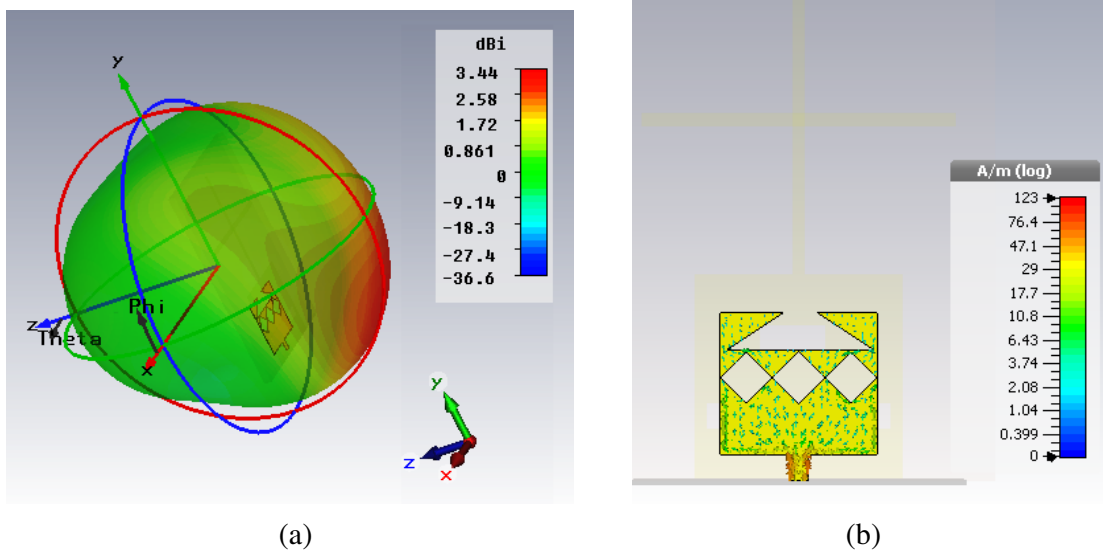 dBi
3.44
2.58
1.72
0.861
0
-9.14
-18.3
-27.4
-36.6
y
Phi
z
Theta
x
y
z
x
A/m (log)
123
76.4
47.1
29
17.7
10.8
6.43
3.74
2.08
1.04
0.399
0
(a)
(b)